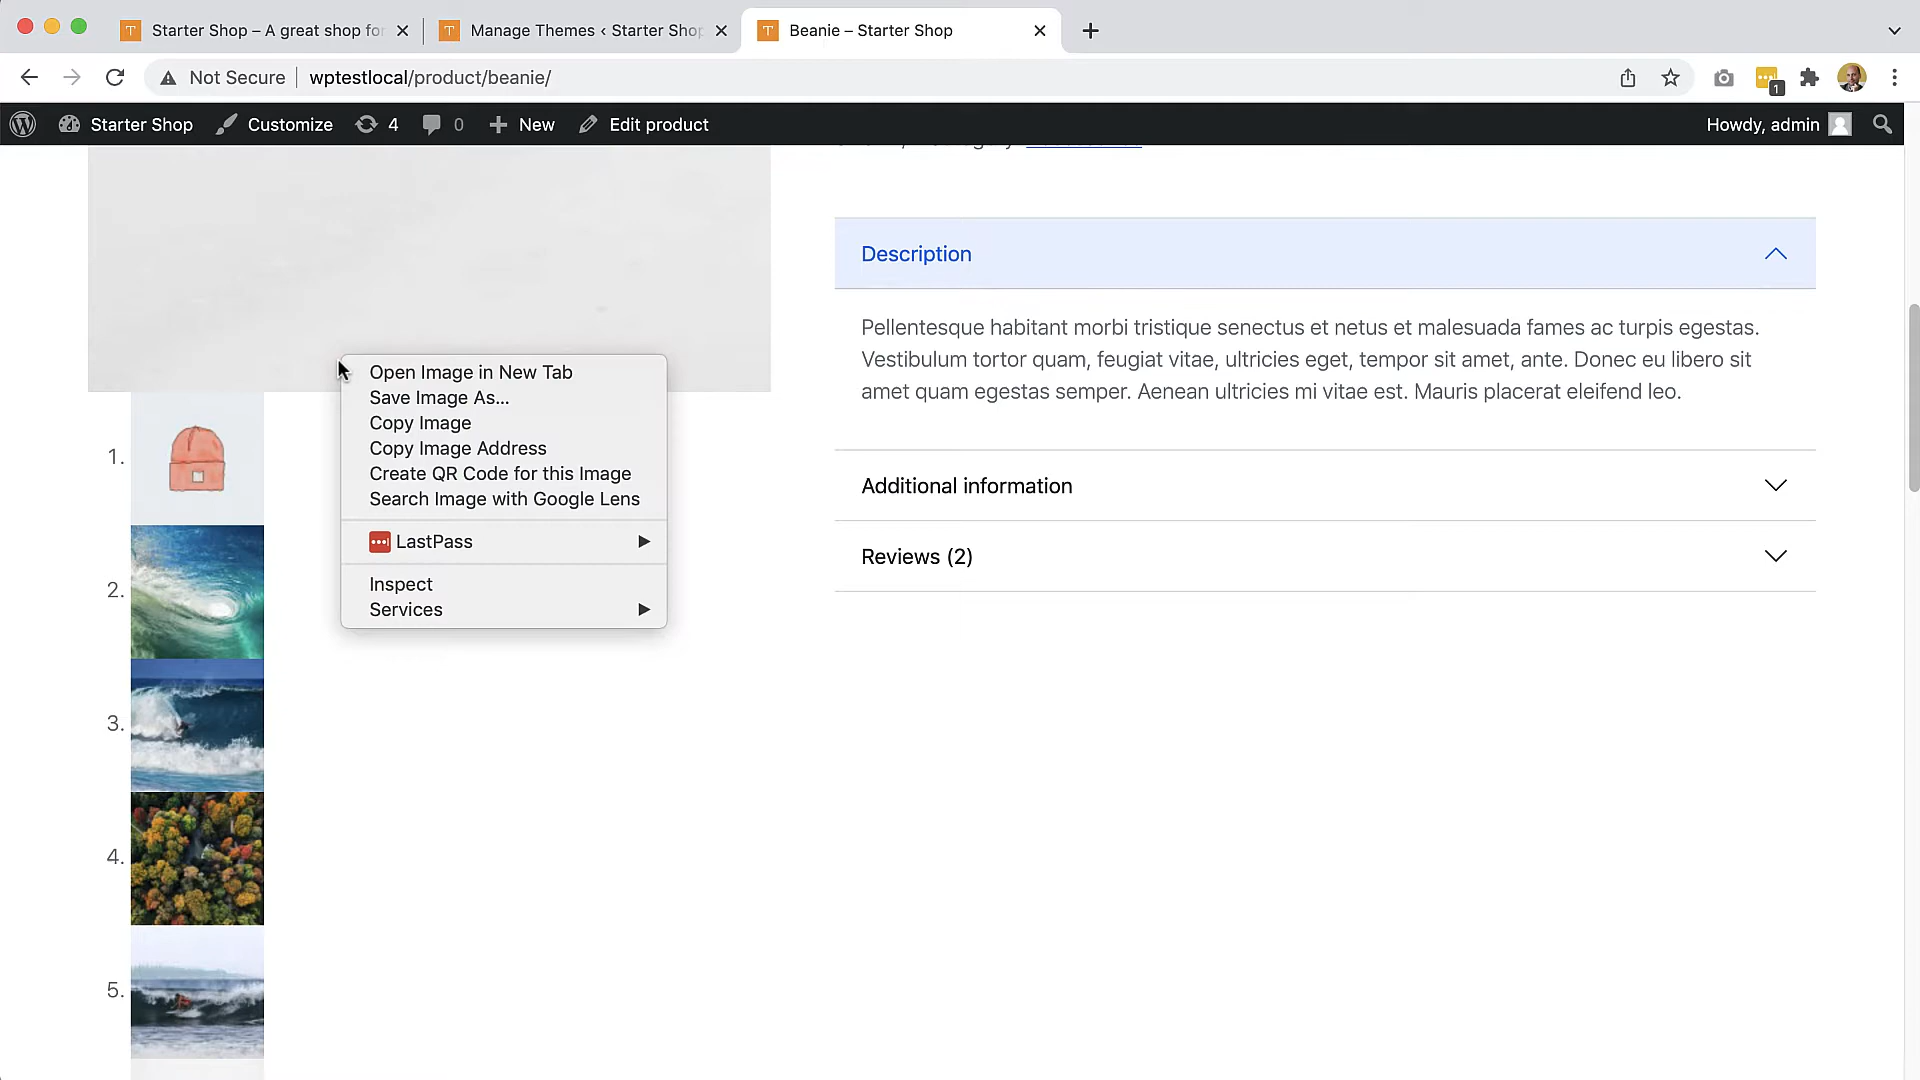 Starter Shop – A great shop for
Manage Themes ‹ Starter Shop
Beanie – Starter Shop
Not Secure
wptestlocal/product/beanie/
1
Starter Shop
Customize
4
0
New
Edit product
Howdy, admin
Description
Pellentesque habitant morbi tristique senectus et netus et malesuada fames ac turpis egestas.
Vestibulum tortor quam, feugiat vitae, ultricies eget, tempor sit amet, ante. Donec eu libero sit
amet quam egestas semper. Aenean ultricies mi vitae est. Mauris placerat eleifend leo.
Additional information
Reviews (2)
Open Image in New Tab
Save Image As...
Copy Image
Copy Image Address
Create QR Code for this Image
Search Image with Google Lens
LastPass
Inspect
Services
1.
2.
3.
4.
5.